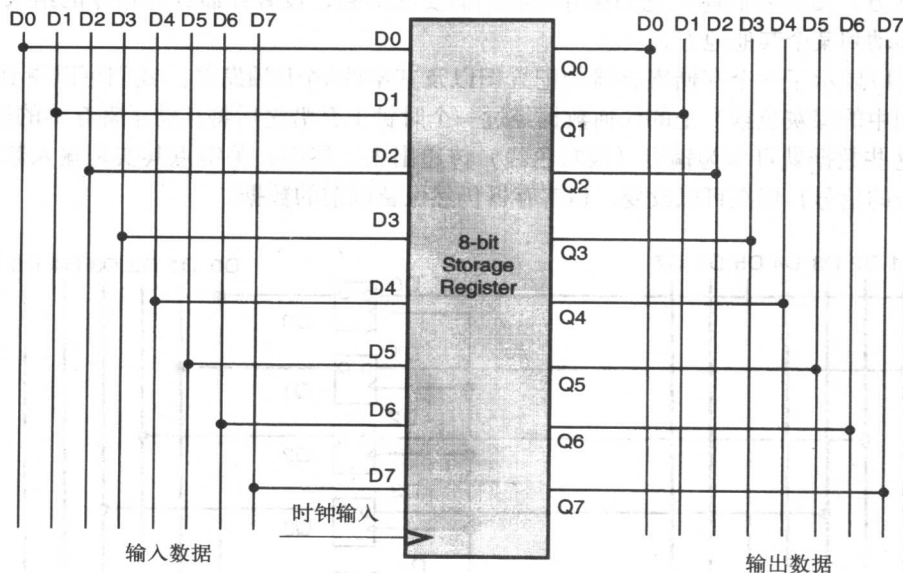 D0 D1 D2 D3 D4 D5 D6 D7
D0 D1 D2 D3 D4 D5 D6 D7
D0
Q0
D1
Q1
D2
Q2
D3
Q3
8-bit
Storage
Register
D4
Q4
D5
Q5
D6
Q6
D7
Q7
时钟输入
输入数据
输出数据